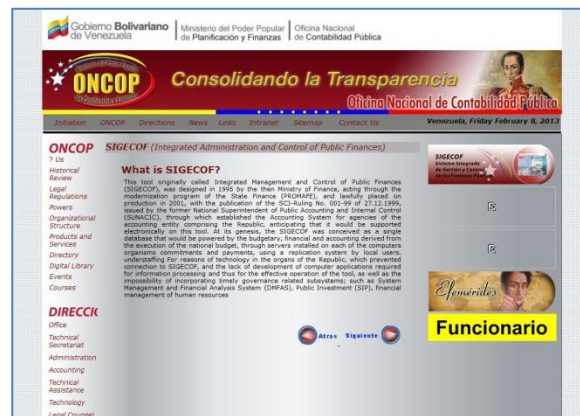 Gobierno Bolivariano
de Venezuela
Ministerio del Poder Popular
de Planificación y Finanzas
Oficina Nacional
de Contabilidad Pública
ONCOP
Consolidando la Transparencia
Oficina Nacional de Contabilidad Pública
Initiation ONCOP Directions News Links Intranet Sitemap Contact Us
Venezuela, Friday February 8, 2013
ONCOP
? Us
Historical
Review
Legal
Regulations
Powers
Organizational
Structure
Products and
Services
Directory
Digital Library
Events
Courses
DIRECCIC
Office
Technical
Secretariat
Administration
Accounting
Technical
Assistance
Technology
Legal Counsel
SIGECOF (Integrated Administration and Control of Public Finances)
What is SIGECOF?
This tool originally called Integrated Management and Control of Public Finances
(SIGECOF), was designed in 1995 by the then Ministry of Finance, acting through the
modernization program of the State Finance (PROMAFE), and lawfully placed on
production in 2001, with the publication of the SCI-Ruling No. 001-99 of 27.12.1999,
issued by the former National Superintendent of Public Accounting and Internal Control
(SUNACIC), through which established the Accounting System for agencies of the
accounting entity comprising the Republic, anticipating that it would be supported
electronically on this tool. At its genesis, the SIGECOF was conceived as a single
database that would be powered by the budgetary, financial and accounting derived from
the execution of the national budget, through servers installed on each of the computers
organisms commitments and payments, using a replication system by local users.
understaffing For reasons of technology in the organs of the Republic, which prevented
connection to SIGECOF, and the lack of development of computer applications required
for information processing and thus for the effective operation of the tool, as well as the
impossibility of incorporating timely governance related subsystems; such as System
Management and Financial Analysis System (DMFAS), Public Investment (SIP), financial
management of human resources
Atras Siguiente
SIGECOF
Sistema Integrado
de Gestión y Control
de las Finanzas Públicas
Efemérides
Funcionario